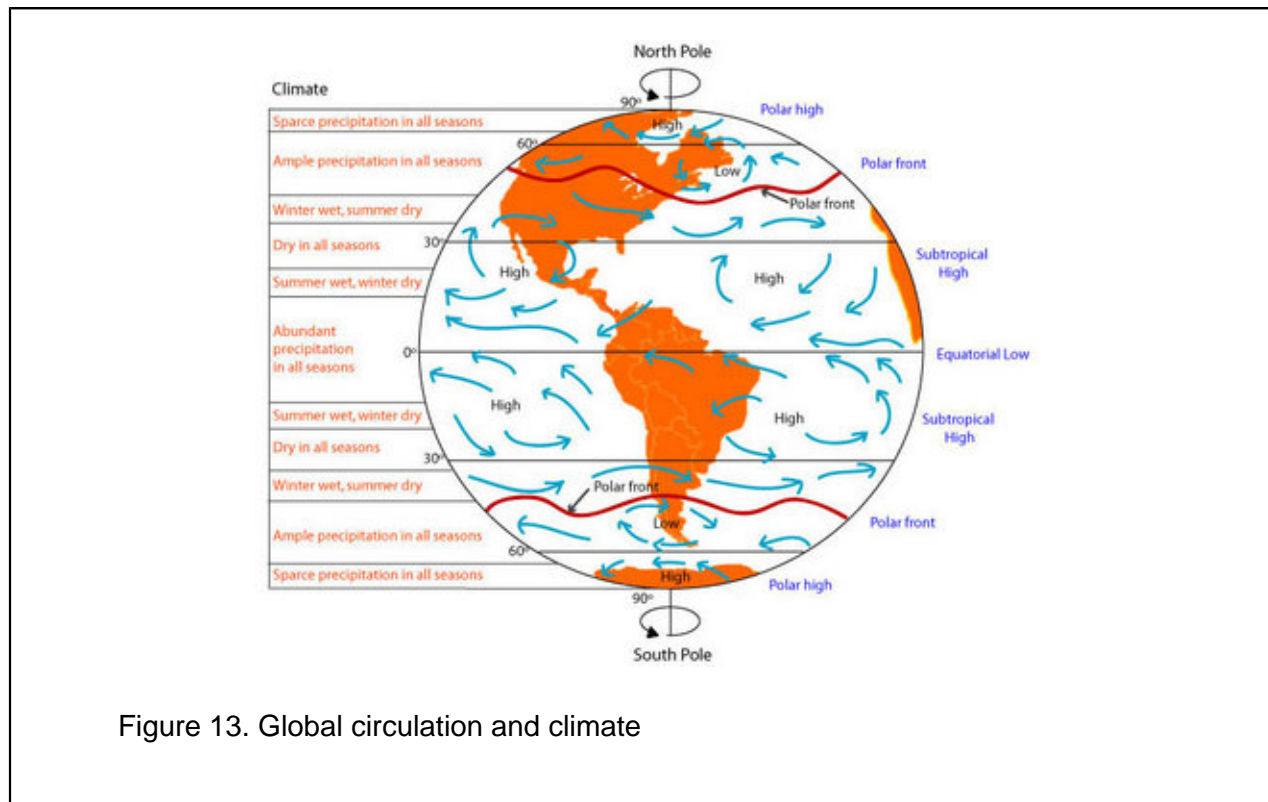 North Pole
Climate
90°
Polar high
Sparce precipitation in all seasons
High
60°
Ample precipitation in all seasons
Low
Polar front
Polar front
Winter wet, summer dry
30°
Dry in all seasons
High
High
Subtropical
High
Summer wet, winter dry
Abundant
precipitation
in all seasons
0°
Equatorial Low
High
High
Summer wet, winter dry
Subtropical
High
Dry in all seasons
30°
Winter wet, summer dry
Polar front
Low
Polar front
Ample precipitation in all seasons
60°
Sparce precipitation in all seasons
High
Polar high
90°
South Pole
Figure 13. Global circulation and climate